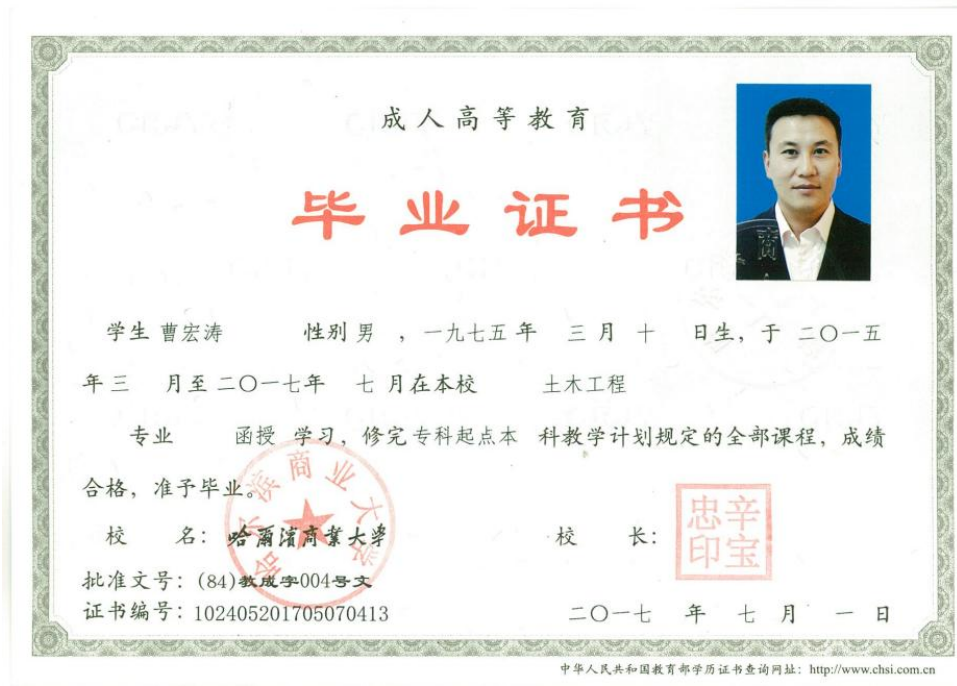 成人高等教育
毕业证书
学生 曹宏涛 性别 男 ，一九七五 年 三 月 十 日生，于 二〇一五
年 三 月至 二〇一七年 七 月在本校 土木工程
专业 函授 学习，修完 专科起点本 科教学计划规定的全部课程，成绩
合格，准予毕业。
哈尔滨商业大学
校 名：哈爾濱商業大學
校 长：
辛宝忠印
批准文号：(84)教成字004号文
证书编号：102405201705070413
二〇一七 年 七 月 一 日
中华人民共和国教育部学历证书查询网址：http://www.chsi.com.cn